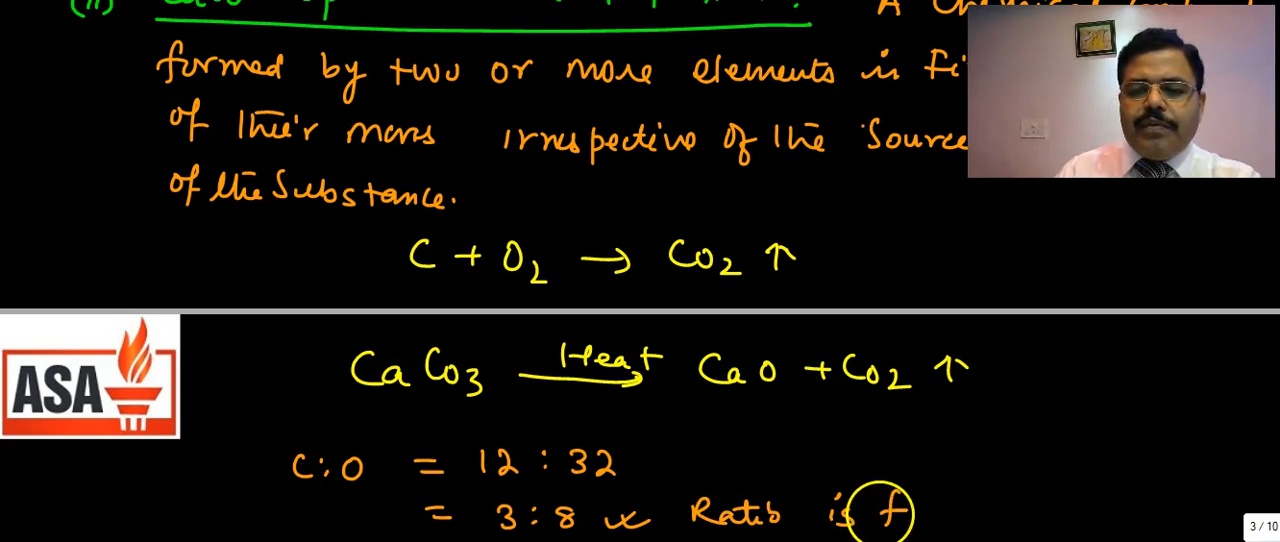 (ii)
formed by two or more elements is Fi
of their mass irrespective of the Source
of the Substance.
C + O2 → CO2 ↑
ASA
CaCO3 Heat → CaO + CO2 ↑
C:O = 12 : 32
= 3 : 8 Ratio is f
3 / 10